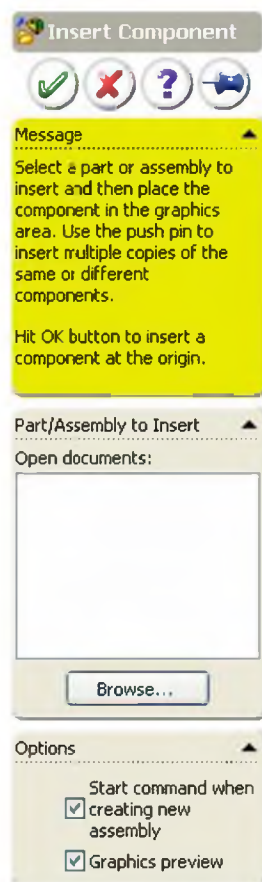 Insert Component
?
Message
Select a part or assembly to
insert and then place the
component in the graphics
area. Use the push pin to
insert multiple copies of the
same or different
components.
Hit OK button to insert a
component at the origin.
Part/Assembly to Insert
Open documents:
Browse...
Options
Start command when
creating new
assembly
Graphics preview